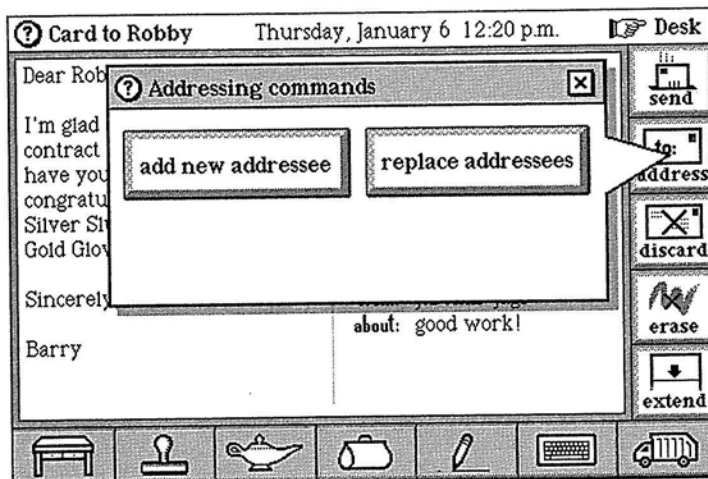 ? Card to Robby Thursday, January 6 12:20 p.m. Desk
Dear Rob
I'm glad
contract
have you
congratu
Silver Sl
Gold Glov
Sincerely
Barry
? Addressing commands X
add new addressee replace addressees
about: good work!
send
to:
address
discard
erase
extend